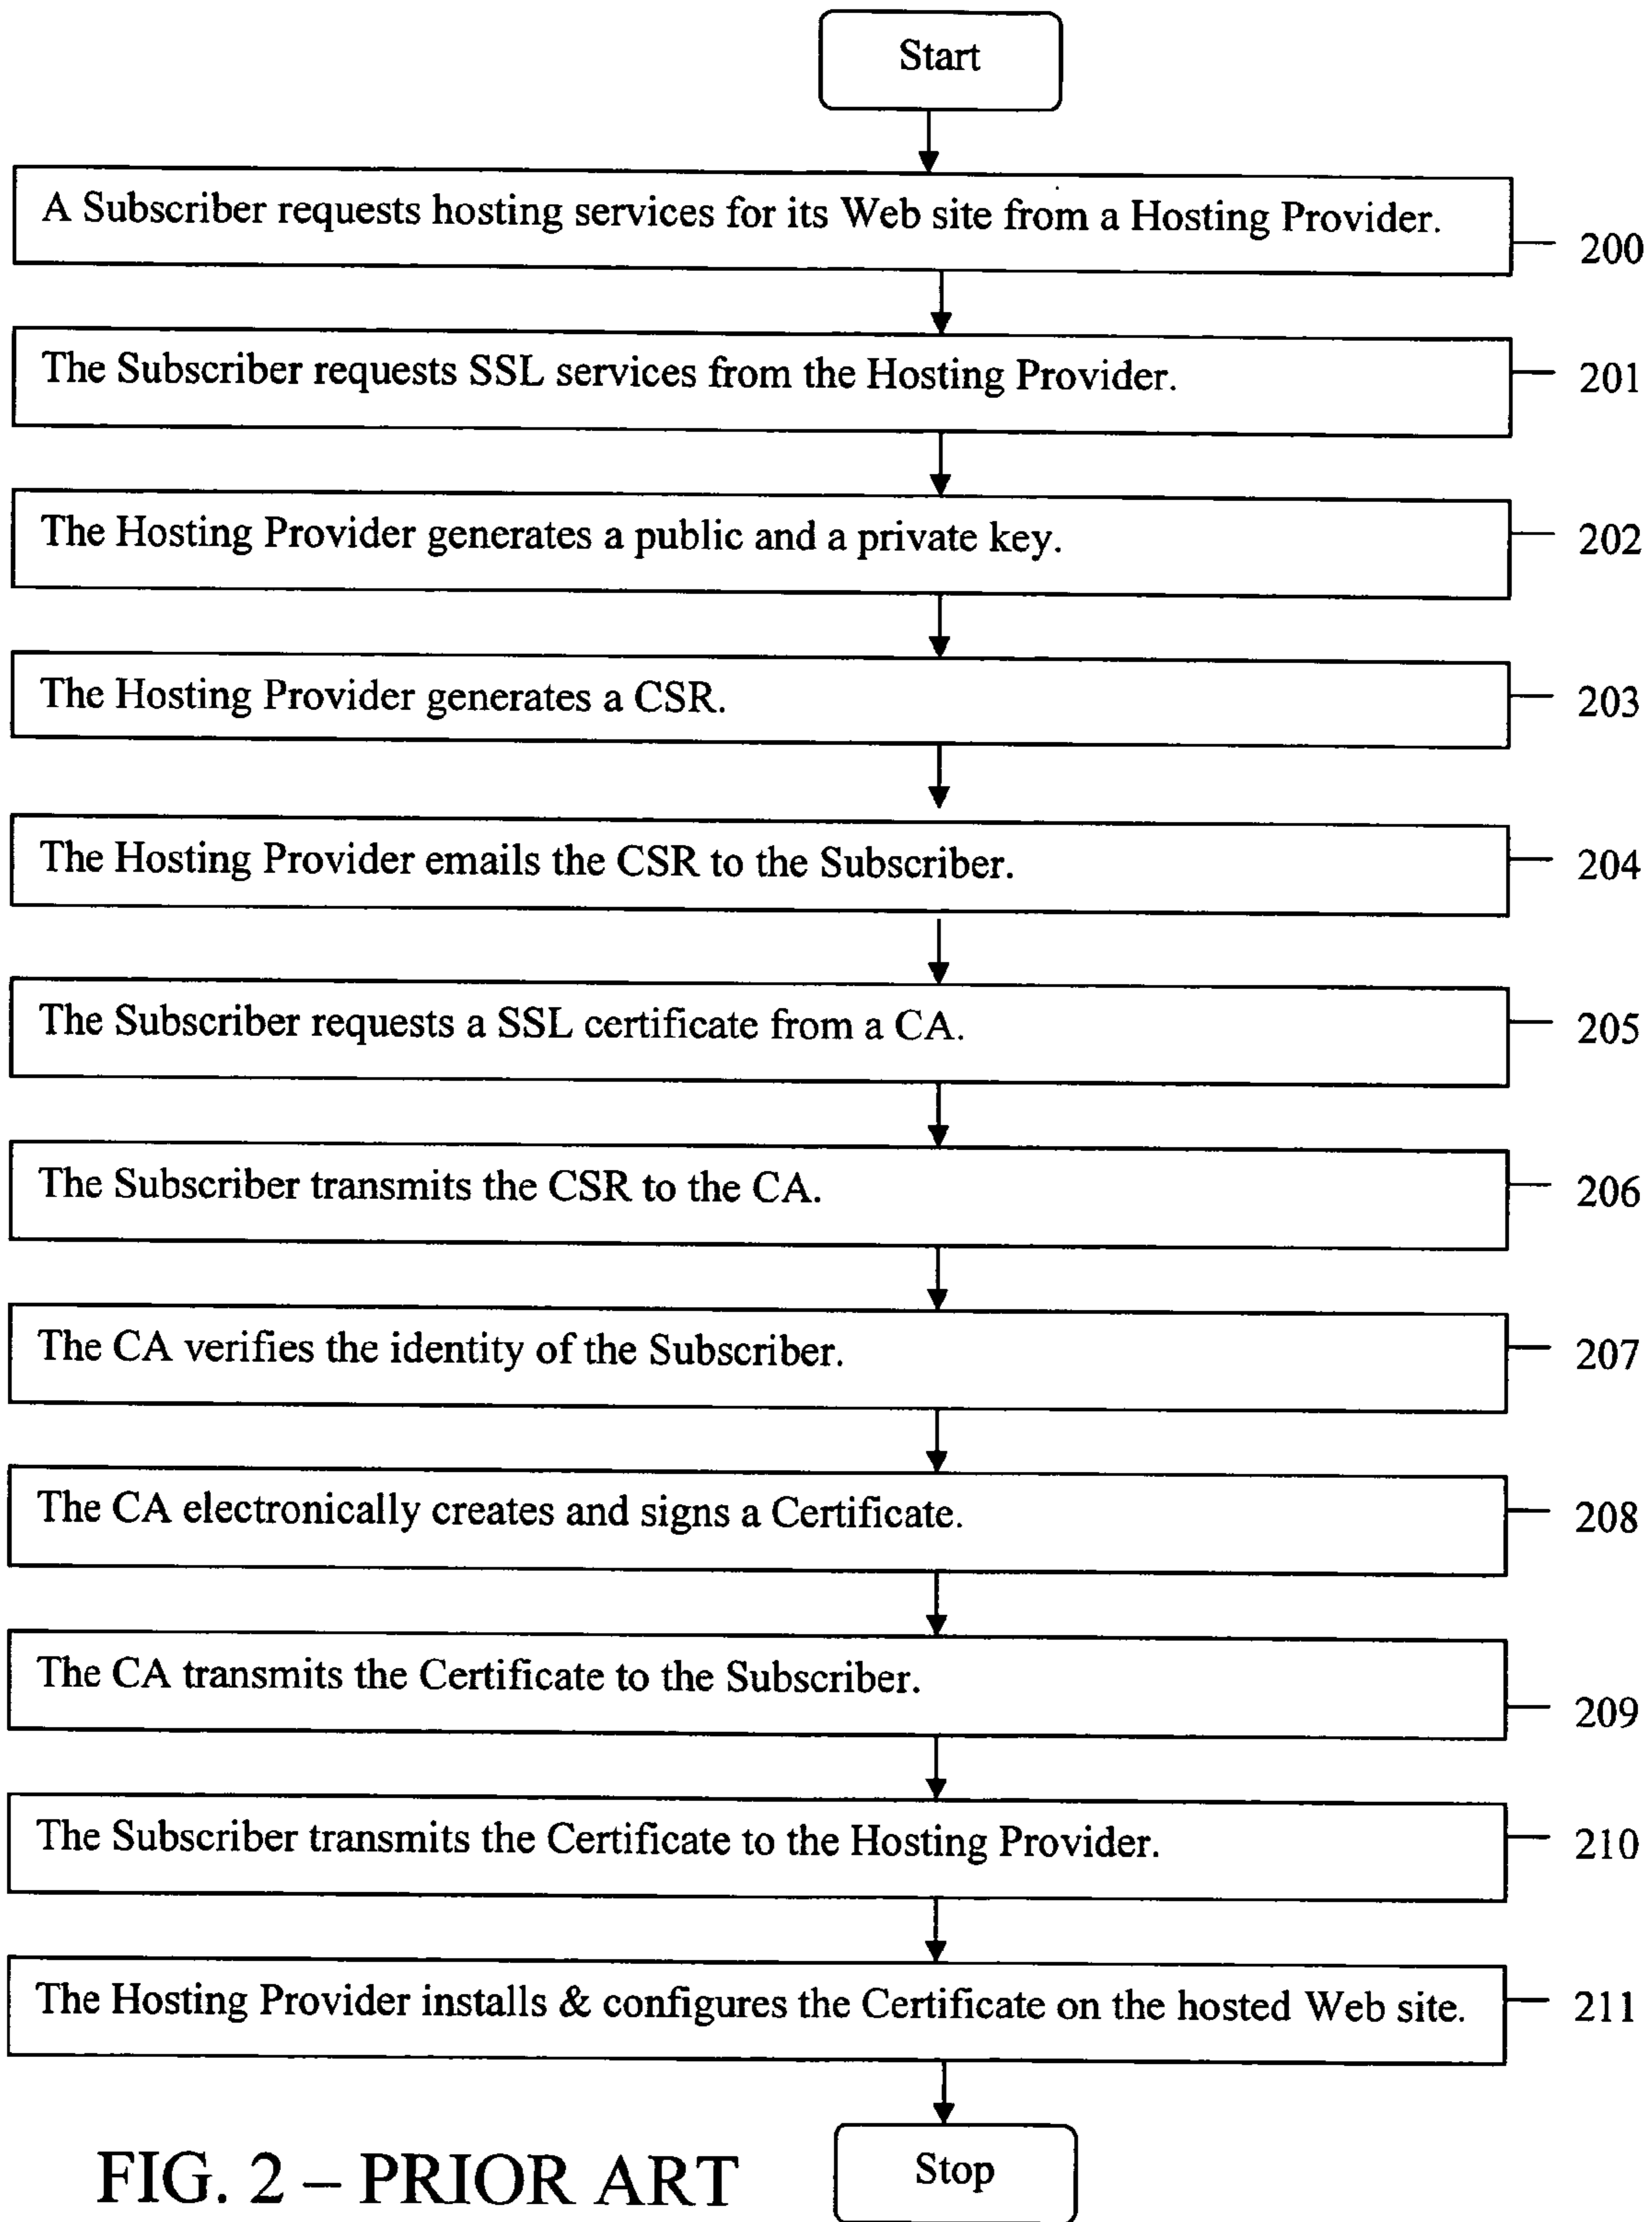 Start
A Subscriber requests hosting services for its Web site from a Hosting Provider.
200
The Subscriber requests SSL services from the Hosting Provider.
201
The Hosting Provider generates a public and a private key.
202
The Hosting Provider generates a CSR.
203
The Hosting Provider emails the CSR to the Subscriber.
204
The Subscriber requests a SSL certificate from a CA.
205
The Subscriber transmits the CSR to the CA.
206
The CA verifies the identity of the Subscriber.
207
The CA electronically creates and signs a Certificate.
208
The CA transmits the Certificate to the Subscriber.
209
The Subscriber transmits the Certificate to the Hosting Provider.
210
The Hosting Provider installs & configures the Certificate on the hosted Web site.
211
Stop
FIG. 2 – PRIOR ART